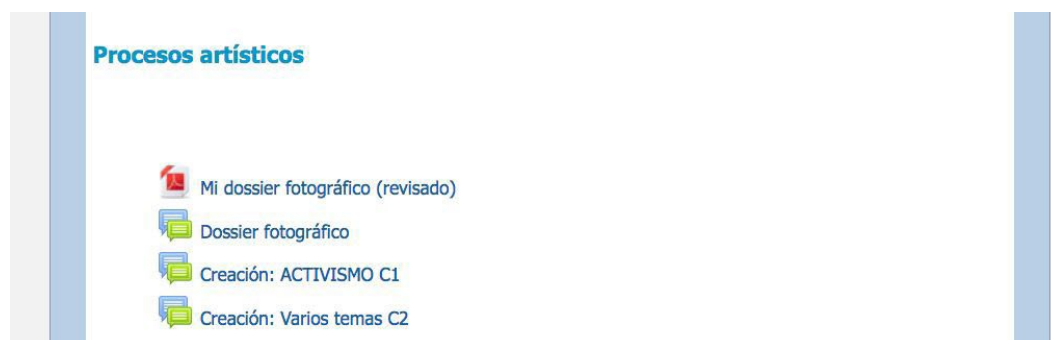 Procesos artísticos
Mi dossier fotográfico (revisado)
Dossier fotográfico
Creación: ACTIVISMO C1
Creación: Varios temas C2